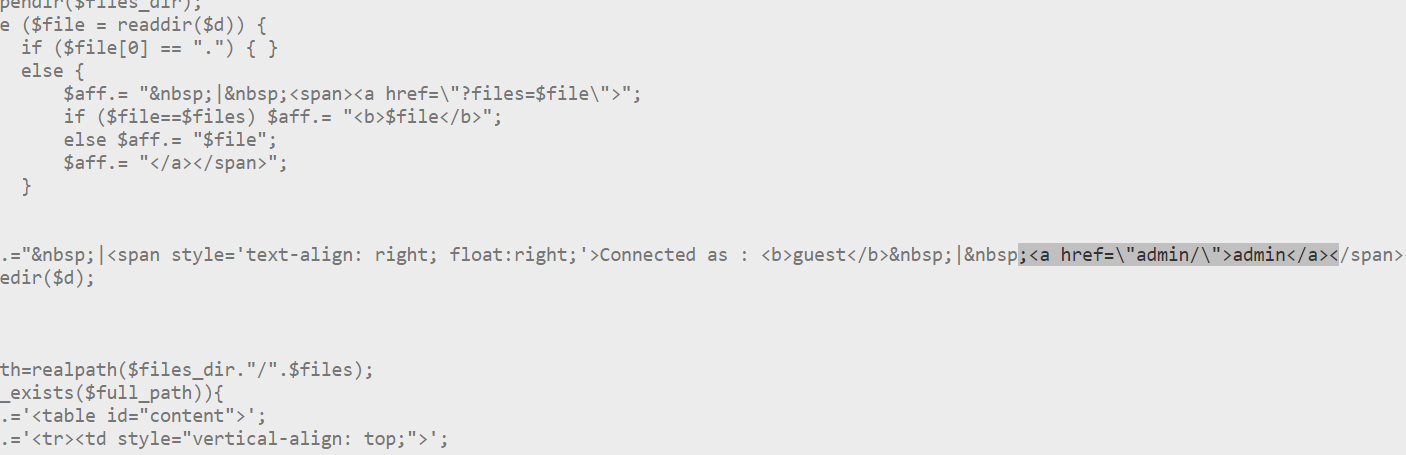 pendir($files_dir);
e ($file = readdir($d)) {
if ($file[0] == ".") { }
else {
$aff.= "&nbsp;|&nbsp;<span><a href=\"?files=$file\">";
if ($file==$files) $aff.= "<b>$file</b>";
else $aff.= "$file";
$aff.= "</a></span>";
}
.="&nbsp;|<span style='text-align: right; float:right;'>Connected as : <b>guest</b>&nbsp;|&nbsp;<a href=\"admin/\">admin</a></span>
edir($d);
th=realpath($files_dir."/".$files);
_exists($full_path)){
.='<table id="content">';
.='<tr><td style="vertical-align: top;">';